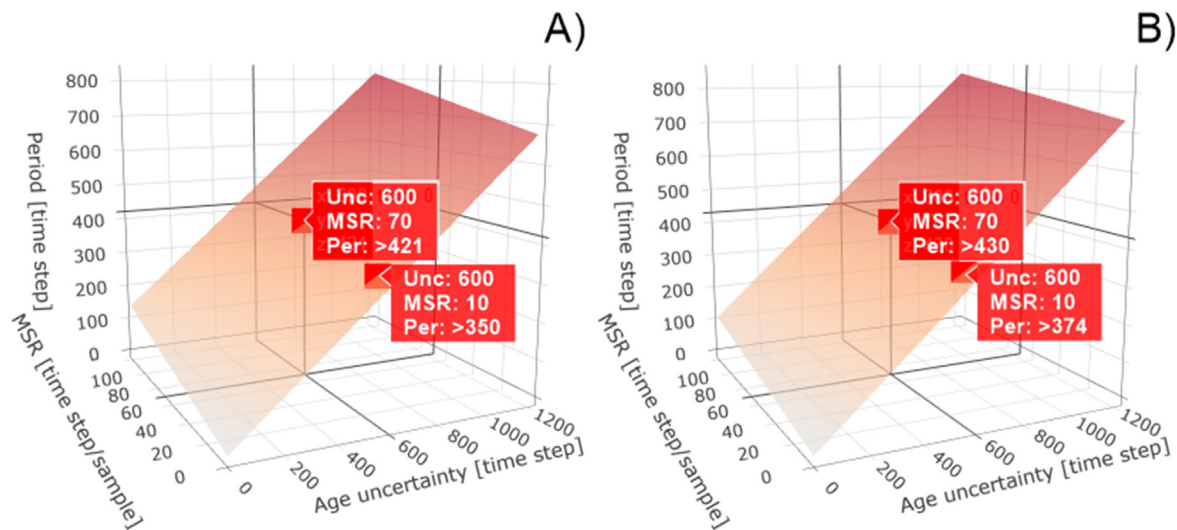 A)
800
700
600
500
400
300
200
100
0
Period [time step]
Unc: 600
MSR: 70
Per: >421
Unc: 600
MSR: 10
Per: >350
100
80
60
40
20
0
MSR [time step/sample]
0
200
400
600
800
1000
1200
Age uncertainty [time step]
B)
800
700
600
500
400
300
200
100
0
Period [time step]
Unc: 600
MSR: 70
Per: >430
Unc: 600
MSR: 10
Per: >374
100
80
60
40
20
0
MSR [time step/sample]
0
200
400
600
800
1000
1200
Age uncertainty [time step]